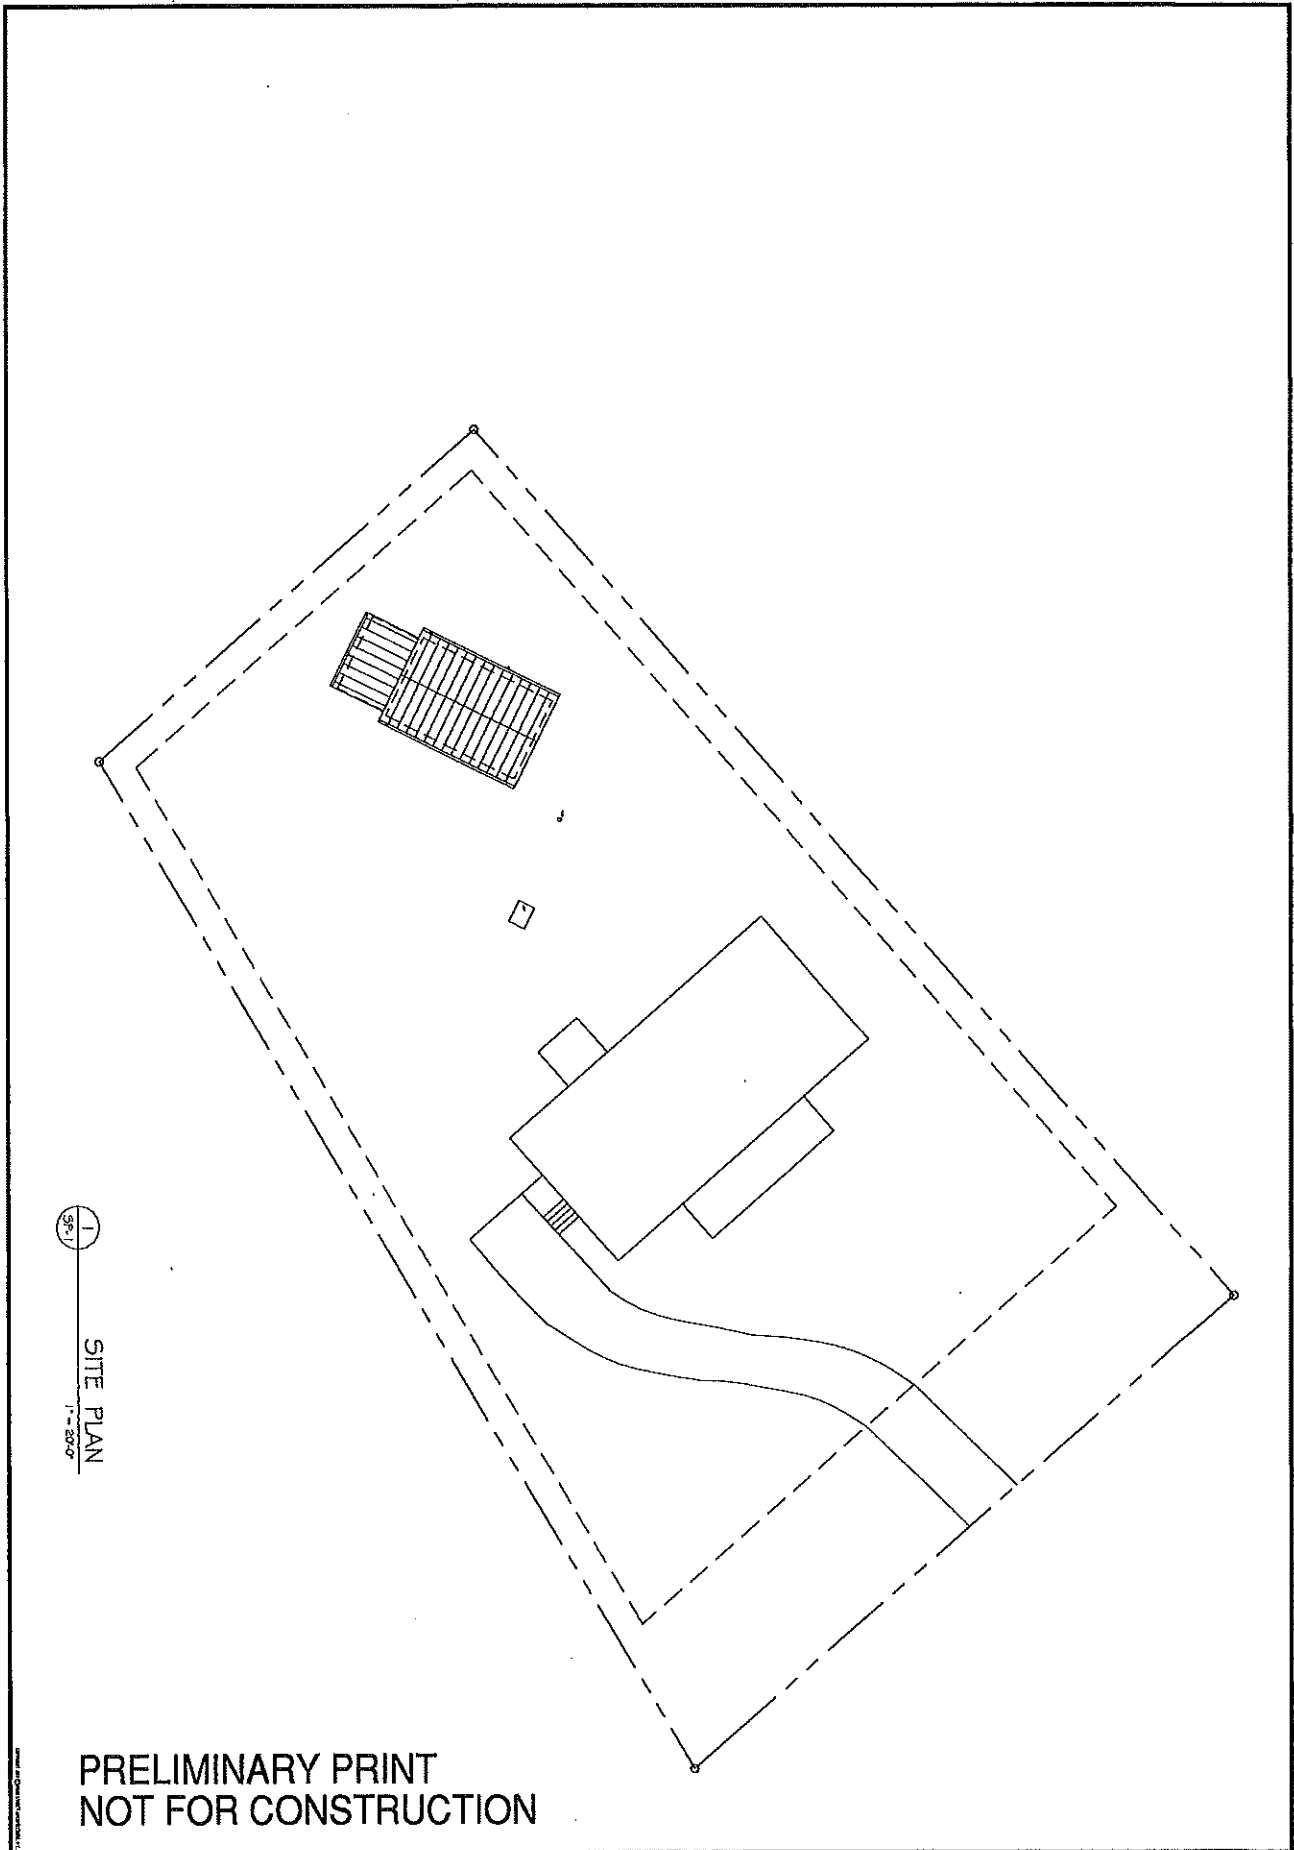 1
SP-1
SITE PLAN
1" = 20'-0"
PRELIMINARY PRINT
NOT FOR CONSTRUCTION